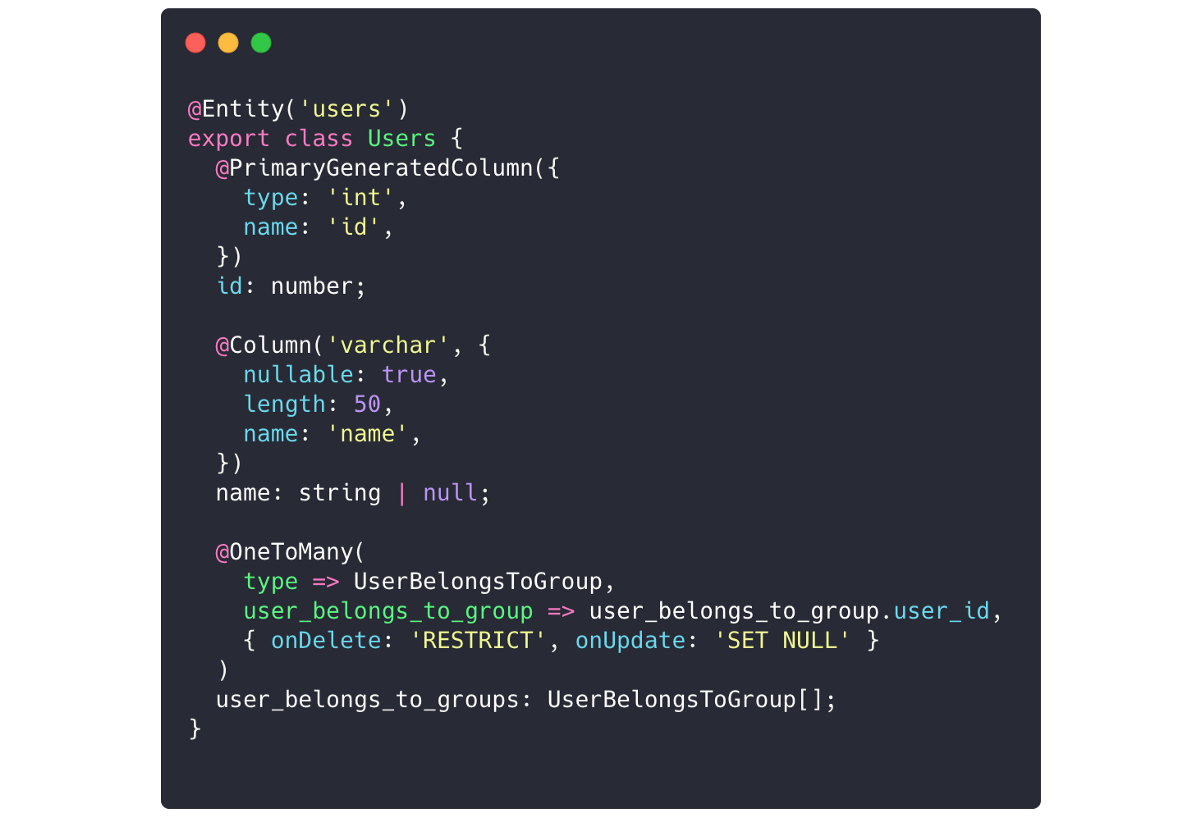 @Entity('users')
export class Users {
  @PrimaryGeneratedColumn({
    type: 'int',
    name: 'id',
  })
  id: number;

  @Column('varchar', {
    nullable: true,
    length: 50,
    name: 'name',
  })
  name: string | null;

  @OneToMany(
    type => UserBelongsToGroup,
    user_belongs_to_group => user_belongs_to_group.user_id,
    { onDelete: 'RESTRICT', onUpdate: 'SET NULL' }
  )
  user_belongs_to_groups: UserBelongsToGroup[];
}